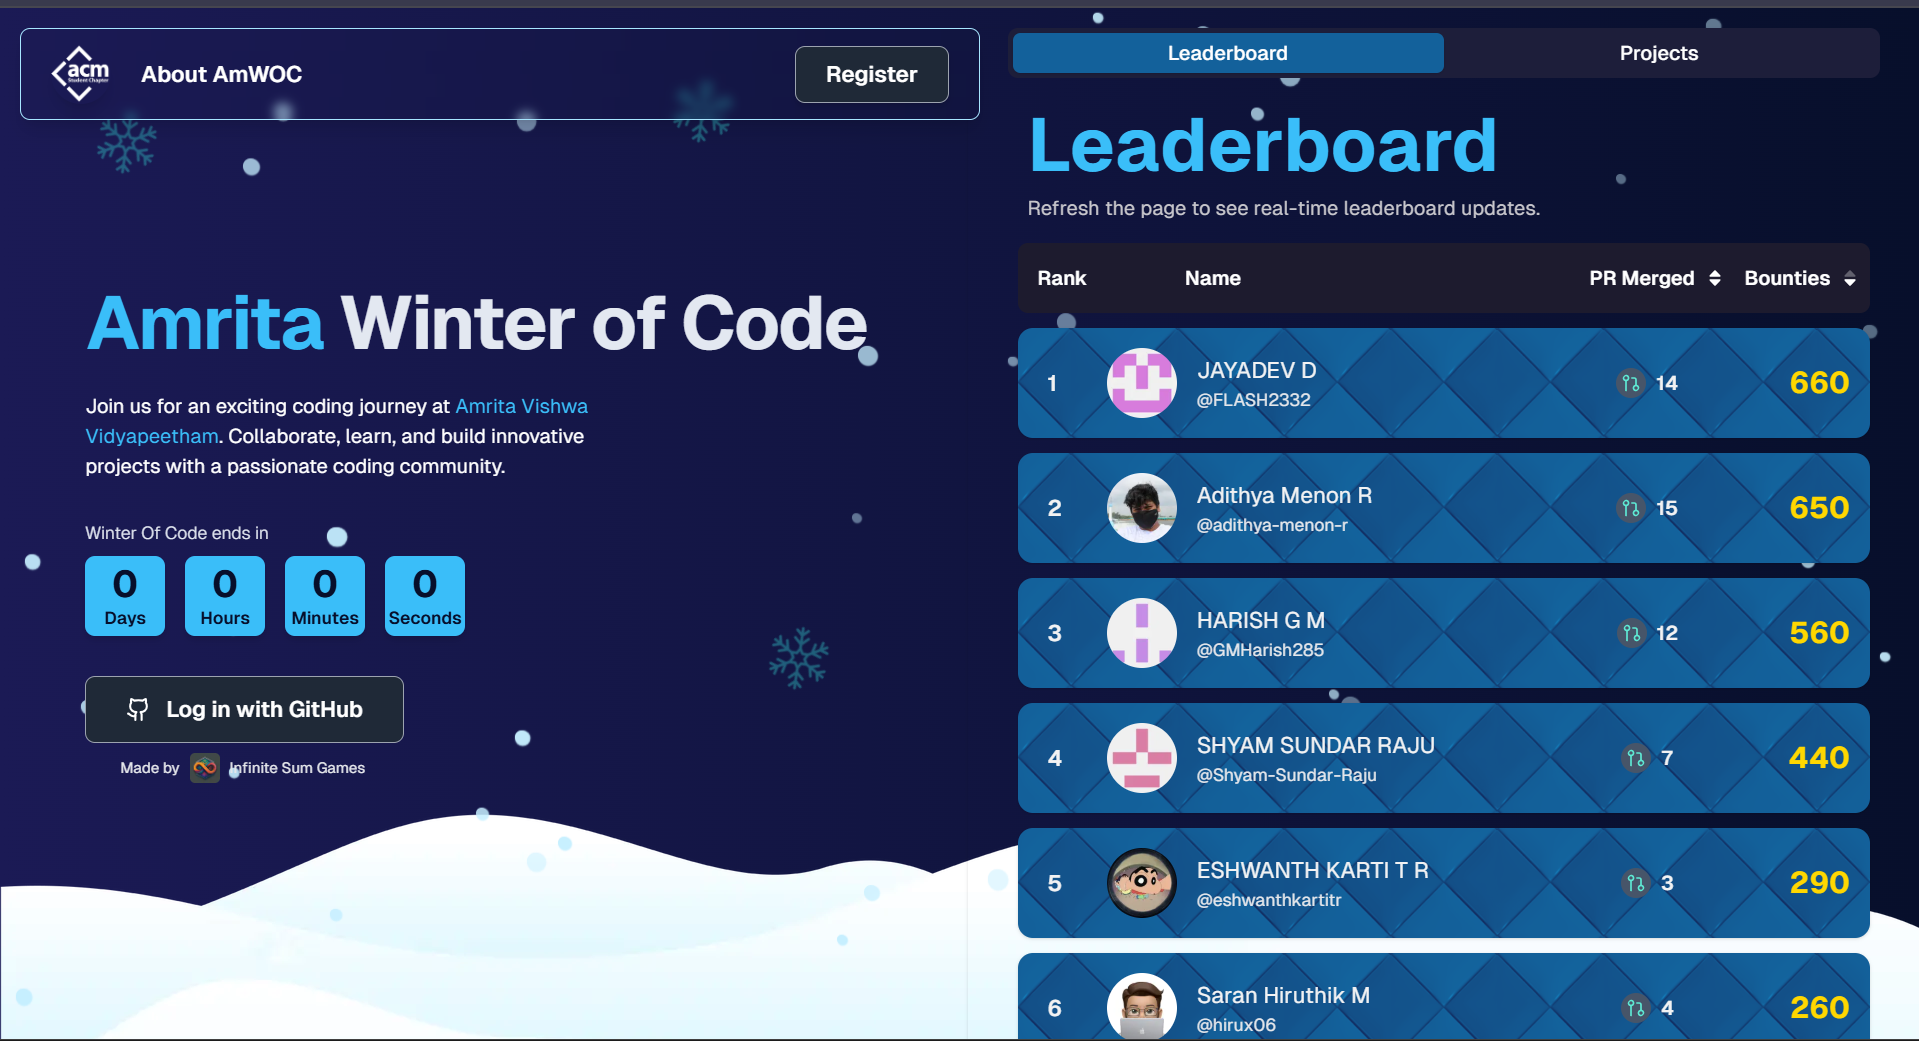 acm
Student Chapter
About AmWOC
Register
Amrita Winter of Code
Join us for an exciting coding journey at Amrita Vishwa
Vidyapeetham. Collaborate, learn, and build innovative
projects with a passionate coding community.
Winter Of Code ends in
0 0 0 0
Days Hours Minutes Seconds
Log in with GitHub
Made by Infinite Sum Games
Leaderboard Projects
Leaderboard
Refresh the page to see real-time leaderboard updates.
Rank Name PR Merged Bounties
1 JAYADEV D 14 660
@FLASH2332
2 Adithya Menon R 15 650
@adithya-menon-r
3 HARISH G M 12 560
@GMHarish285
4 SHYAM SUNDAR RAJU 7 440
@Shyam-Sundar-Raju
5 ESHWANTH KARTI T R 3 290
@eshwanthkartitr
6 Saran Hiruthik M 4 260
@hirux06